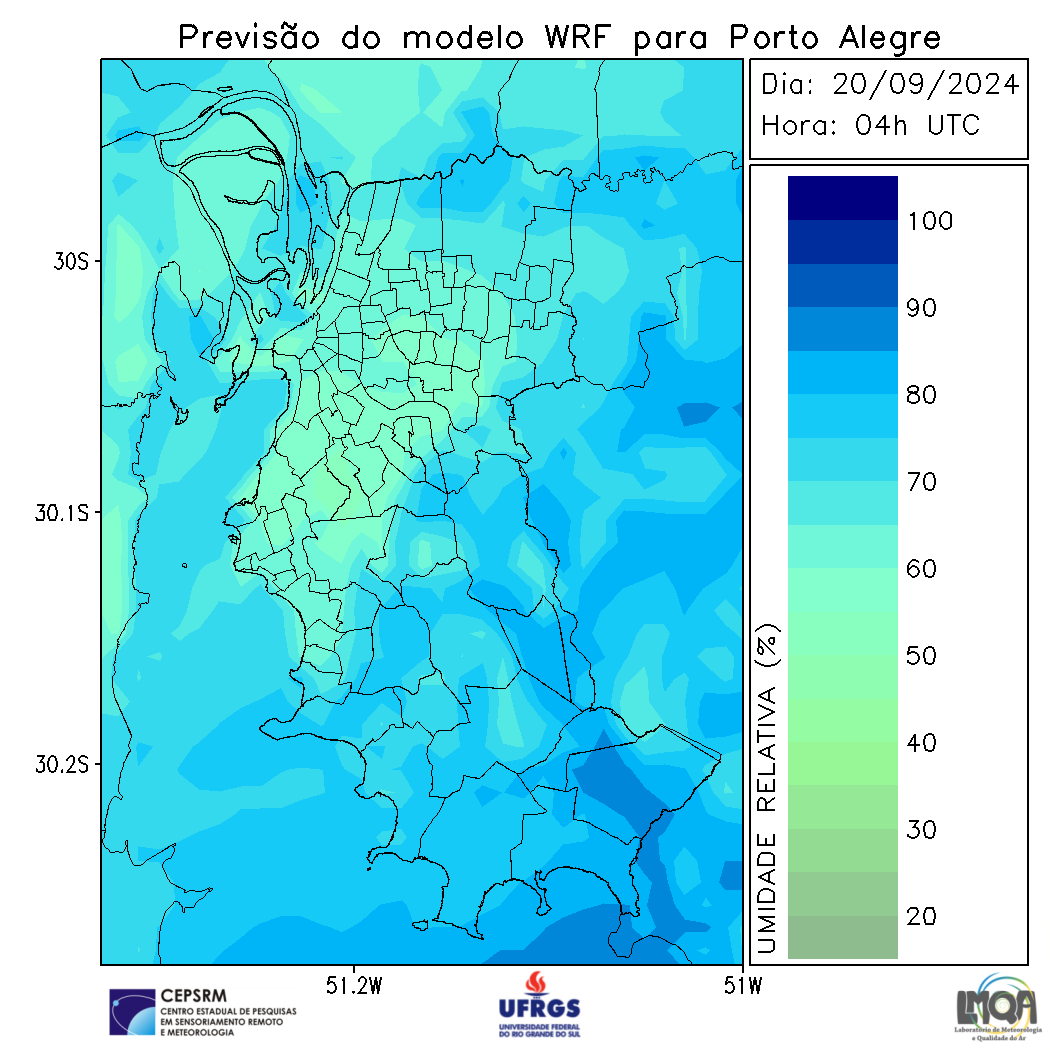 Previsão do modelo WRF para Porto Alegre
Dia: 20/09/2024
Hora: 04h UTC
30S
30.1S
30.2S
51.2W
51W
100
90
80
70
60
50
40
30
20
UMIDADE RELATIVA (%)
CEPSRM
CENTRO ESTADUAL DE PESQUISAS
EM SENSORIAMENTO REMOTO
E METEOROLOGIA
UFRGS
UNIVERSIDADE FEDERAL
DO RIO GRANDE DO SUL
LMQA
Laboratório de Meteorologia
e Qualidade do Ar